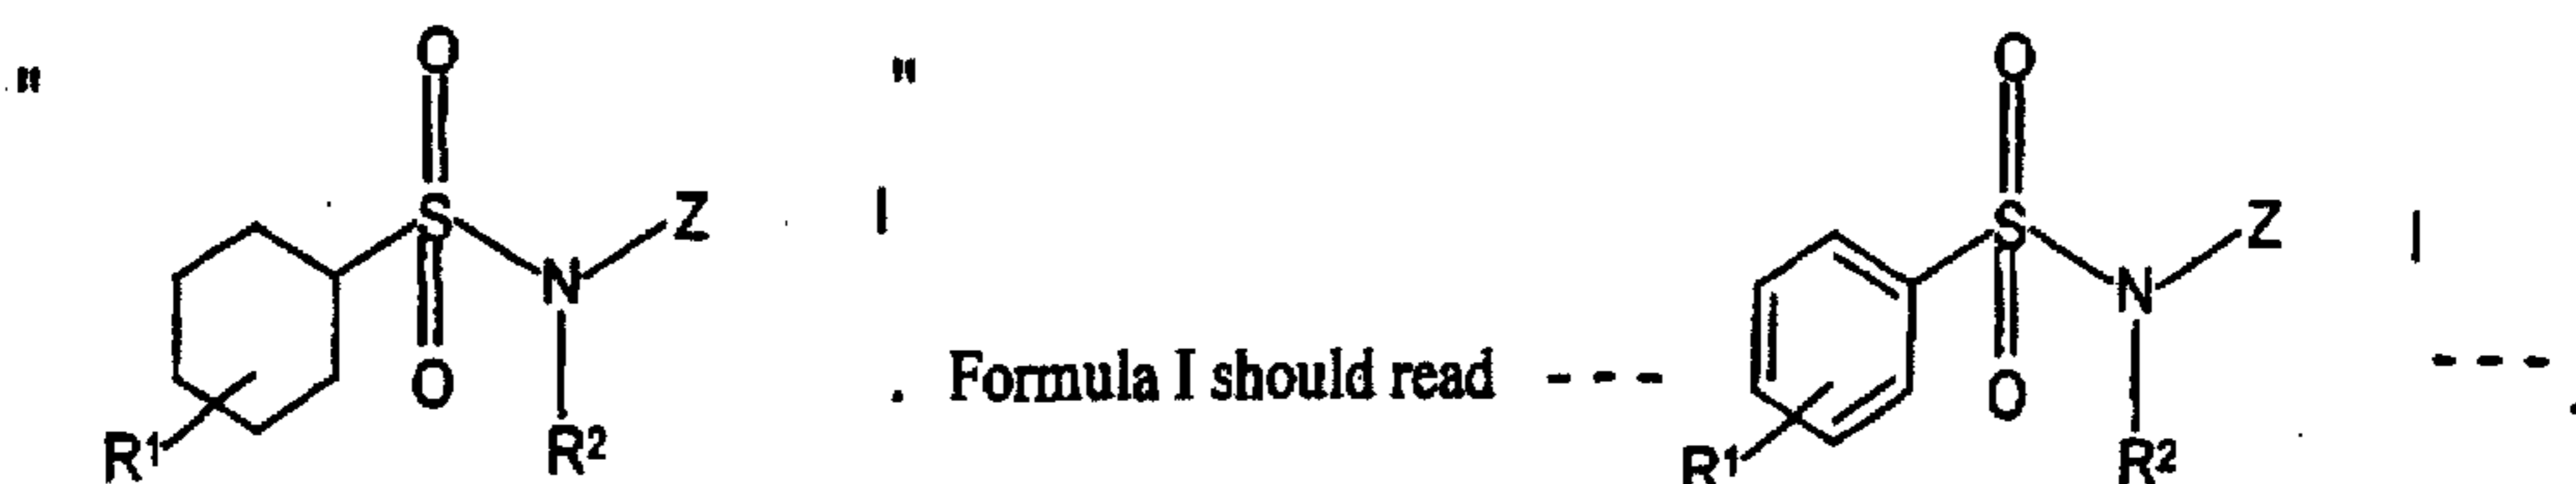 " O "
S Z I
N
O
R¹ R²
. Formula I should read - - -
O
S Z I
N
O
R¹ R²
- - - .